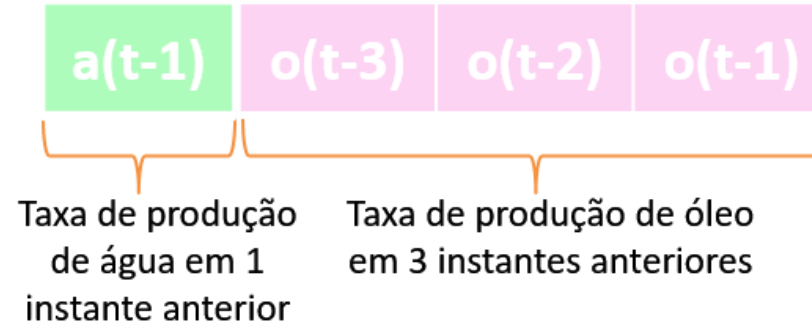 a(t-1) o(t-3) o(t-2) o(t-1)
Taxa de produção
de água em 1
instante anterior
Taxa de produção de óleo
em 3 instantes anteriores